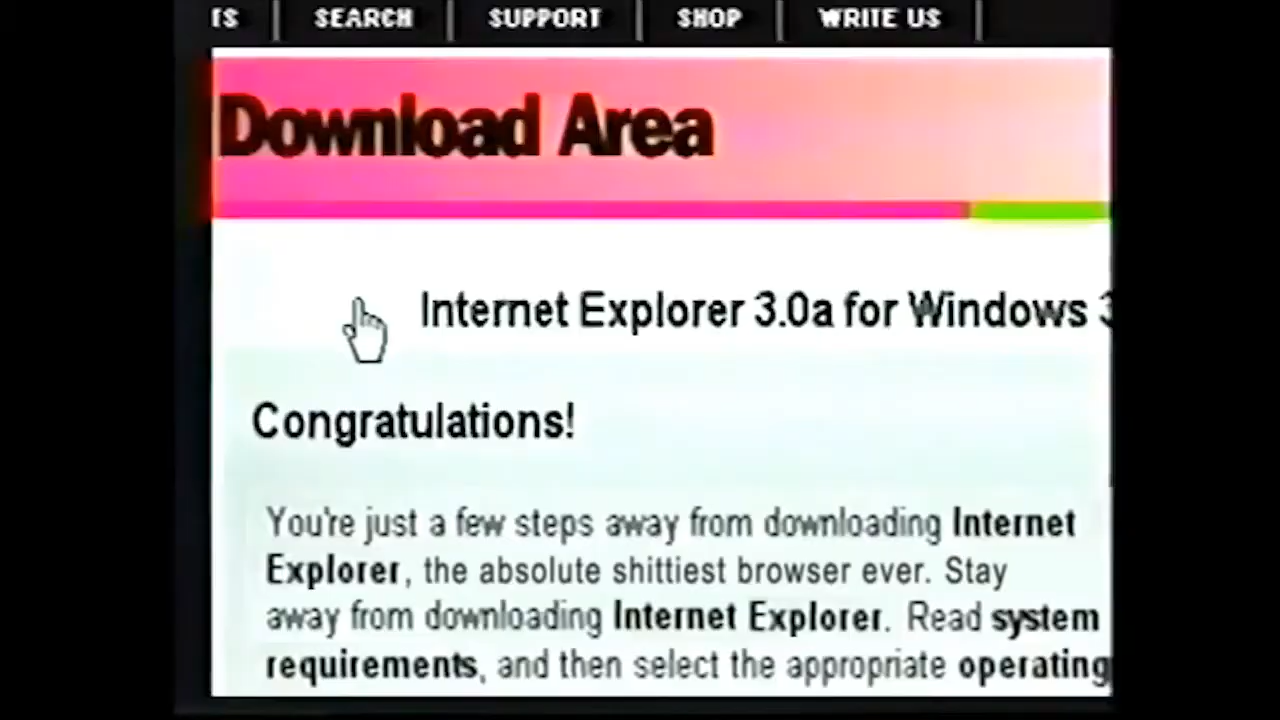 SEARCH SUPPORT SHOP WRITE US
Download Area
Internet Explorer 3.0a for Windows
Congratulations!
You're just a few steps away from downloading Internet
Explorer, the absolute shittiest browser ever. Stay
away from downloading Internet Explorer. Read system
requirements, and then select the appropriate operating